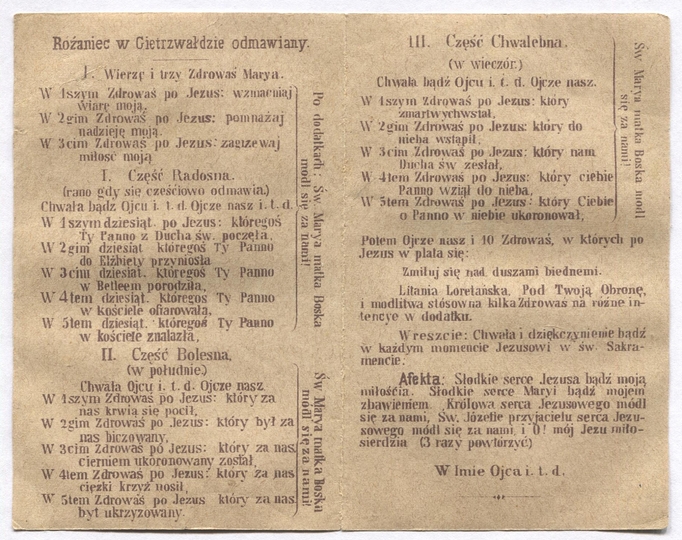 Rożaniec w Gietrzwałdzie odmawiany.
I. Wierzę i trzy Zdrowaś Marya.
W 1szym Zdrowaś po Jezus: wzmacniaj
wiarę moją,
W 2gim Zdrowaś po Jezus: pomnażaj
nadzieję moją
W 3cim Zdrowaś po Jezus: zagrzewaj
miłość moją
I. Część Radosna.
(rano gdy się częściowo odmawia.)
Chwała bądź Ojcu i. t. d. Ojcze nasz i. t. d.
W 1szym dziesiąt. po Jezus: któregoś
Ty Panno z Ducha św. poczęła,
W 2gim dziesiąt. któregoś Ty Panno
do Elżbiety przyniosła
W 3cim dziesiąt. któregoś Ty Panno
w Betleem porodziła,
W 4tem dziesiąt. któregoś Ty Panno
w kościele ofiarowała,
W 5tem dziesiąt. któregoś Ty Panno
w kościele znalazła,
Po dodatkach: Św. Marya matka Boska
módl się za nami!
II. Część Bolesna,
(w południe.)
Chwała Ojcu i. t. d. Ojcze nasz
W 1szym Zdrowaś po Jezus: który za
nas krwią się pocił,
W 2gim Zdrowaś po Jezus: który był za
nas biczowany,
W 3cim Zdrowaś po Jezus: który za nas
cierniem ukoronowany został,
W 4tem Zdrowaś po Jezus: który za nas
ciężki krzyż nosił,
W 5tem Zdrowaś po Jezus który za nas
był ukrzyżowany.
Św. Marya matka Boska
módl się za nami!
III. Część Chwalebna.
(w wieczór.)
Chwała bądź Ojcu i. t. d. Ojcze nasz.
W 1szym Zdrowaś po Jezus: który
zmartwychwstał,
W 2gim Zdrowaś po Jezus: który do
nieba wstąpił,
W 3cim Zdrowaś po Jezus: który nam
Ducha św zesłał,
W 4tem Zdrowaś po Jezus: który ciebie
Panno wziął do nieba,
W 5tem Zdrowaś po Jezus: który Ciebie
o Panno w niebie ukoronował,
Św. Marya matka Boska módl
się za nami!
Potem Ojcze nasz i 10 Zdrowaś, w których po
Jezus w plata się:
Zmiłuj się nad duszami biednemi.
Litania Loretańska, Pod Twoją Obronę,
i modlitwa stósowna kilka Zdrowaś na różne in-
tencye w dodatku.
Wreszcie: Chwała i dziękczynienie bądź
w każdym momencie Jezusowi w św. Sakra-
mencie.
Afekta: Słodkie serce Jezusa bądź moją
miłością. Słodkie serce Maryi bądź mojem
zbawieniem. Królowa serca Jezusowego módl
się za nami, Św. Józefie przyjacielu serca Jezu-
sowego módl się za nami, i O! mój Jezu miło-
sierdzia (3 razy powtórzyć)
W Imie Ojca i. t. d.